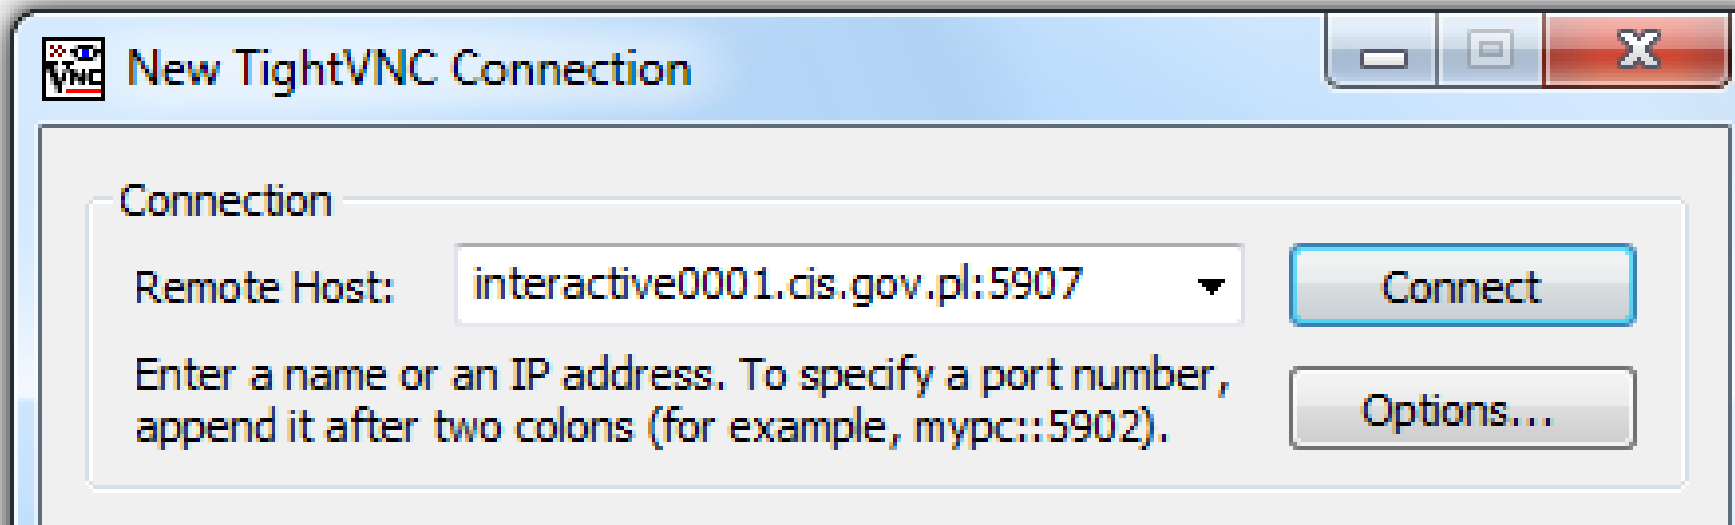 VNC
New TightVNC Connection
Connection
Remote Host:
interactive0001.cis.gov.pl:5907
Connect
Enter a name or an IP address. To specify a port number,
append it after two colons (for example, mypc::5902).
Options...